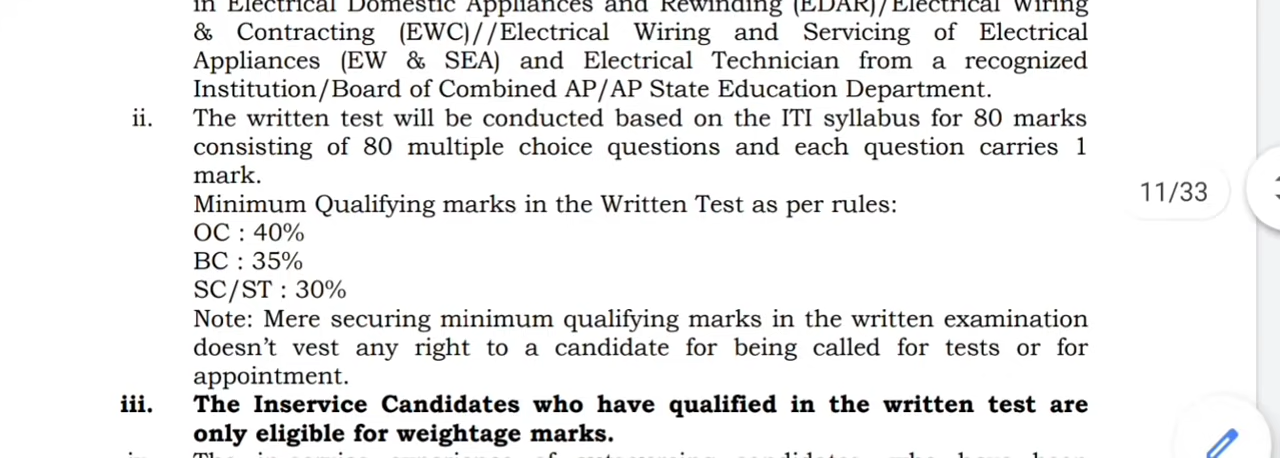 in Electrical Domestic Appliances and Rewinding (EDAR)/Electrical Wiring
& Contracting (EWC)//Electrical Wiring and Servicing of Electrical
Appliances (EW & SEA) and Electrical Technician from a recognized
Institution/Board of Combined AP/AP State Education Department.
ii. The written test will be conducted based on the ITI syllabus for 80 marks
consisting of 80 multiple choice questions and each question carries 1
mark.
Minimum Qualifying marks in the Written Test as per rules:
OC : 40%
BC : 35%
SC/ST : 30%
Note: Mere securing minimum qualifying marks in the written examination
doesn't vest any right to a candidate for being called for tests or for
appointment.
iii. The Inservice Candidates who have qualified in the written test are
only eligible for weightage marks.
11/33